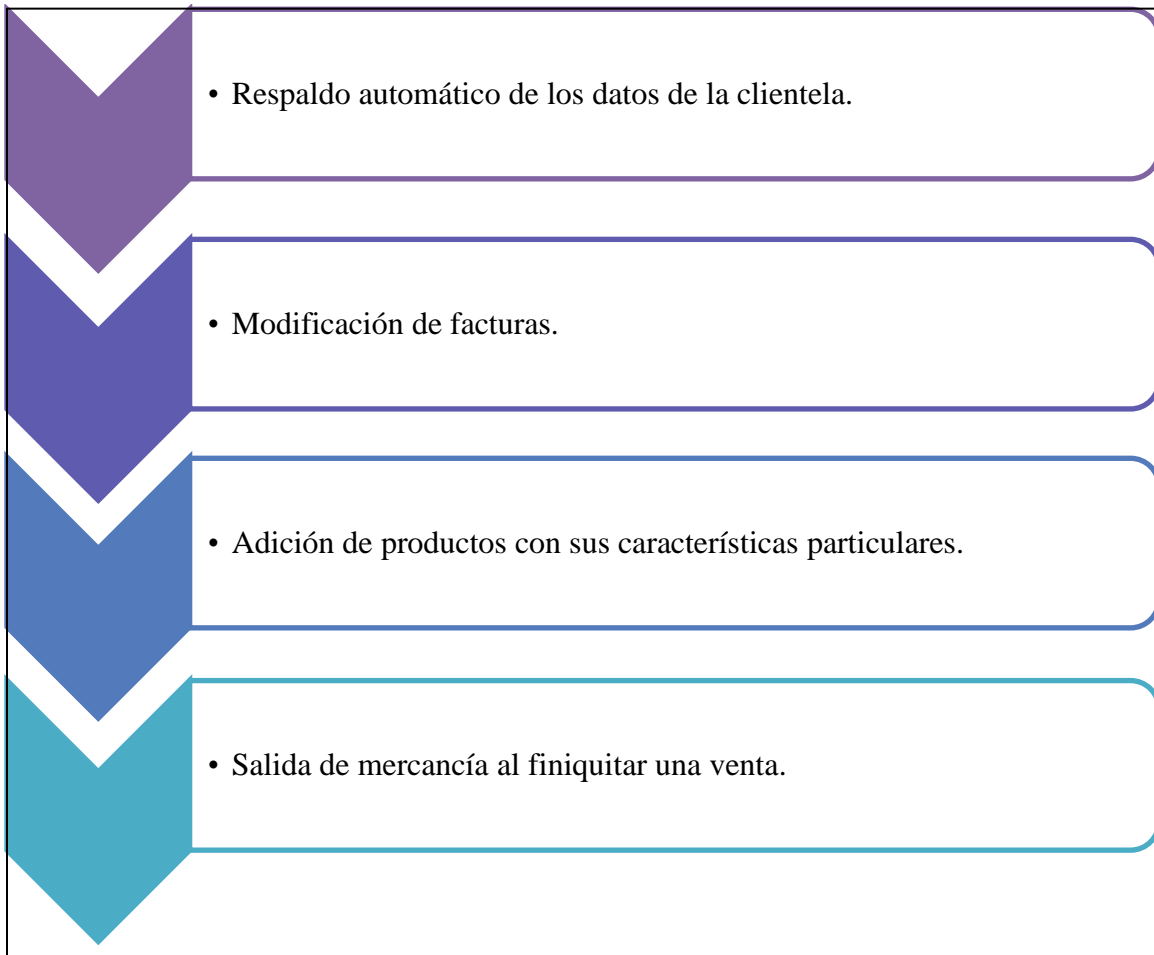 • Respaldo automático de los datos de la clientela.
• Modificación de facturas.
• Adición de productos con sus características particulares.
• Salida de mercancía al finiquitar una venta.